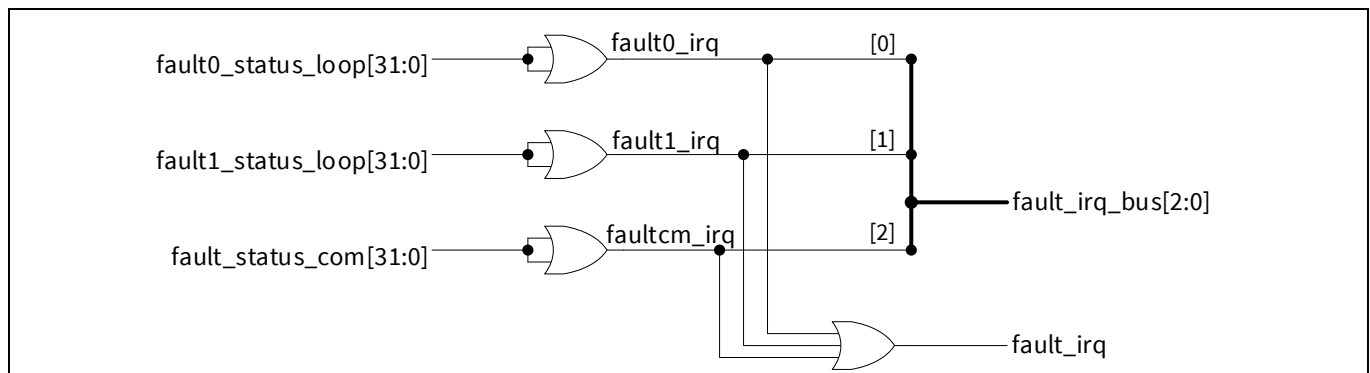 fault0_status_loop[31:0]
fault0_irq
[0]
fault1_status_loop[31:0]
fault1_irq
[1]
fault_irq_bus[2:0]
fault_status_com[31:0]
faultcm_irq
[2]
fault_irq